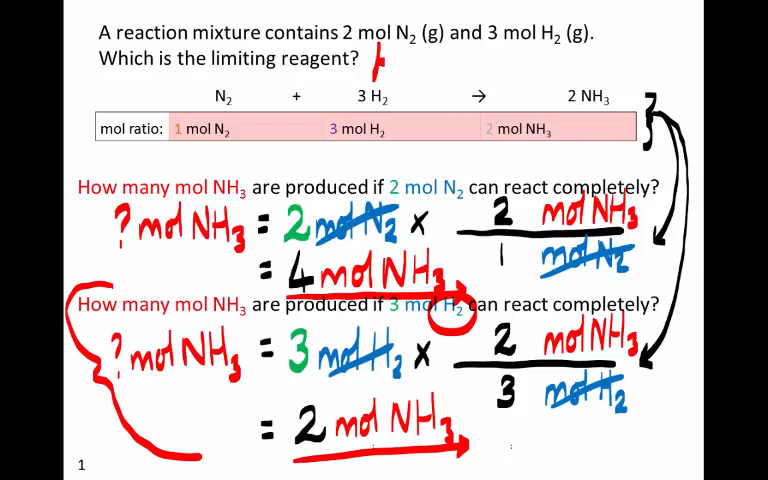 A reaction mixture contains 2 mol N₂ (g) and 3 mol H₂ (g).
Which is the limiting reagent?
N₂ + 3 H₂ → 2 NH₃
mol ratio: 1 mol N₂ 3 mol H₂ 2 mol NH₃
How many mol NH₃ are produced if 2 mol N₂ can react completely?
? mol NH₃ = 2 mol N₂ × 2 mol NH₃
1 mol N₂
= 4 mol NH₃
How many mol NH₃ are produced if 3 mol H₂ can react completely?
? mol NH₃ = 3 mol H₂ × 2 mol NH₃
3 mol H₂
= 2 mol NH₃
1